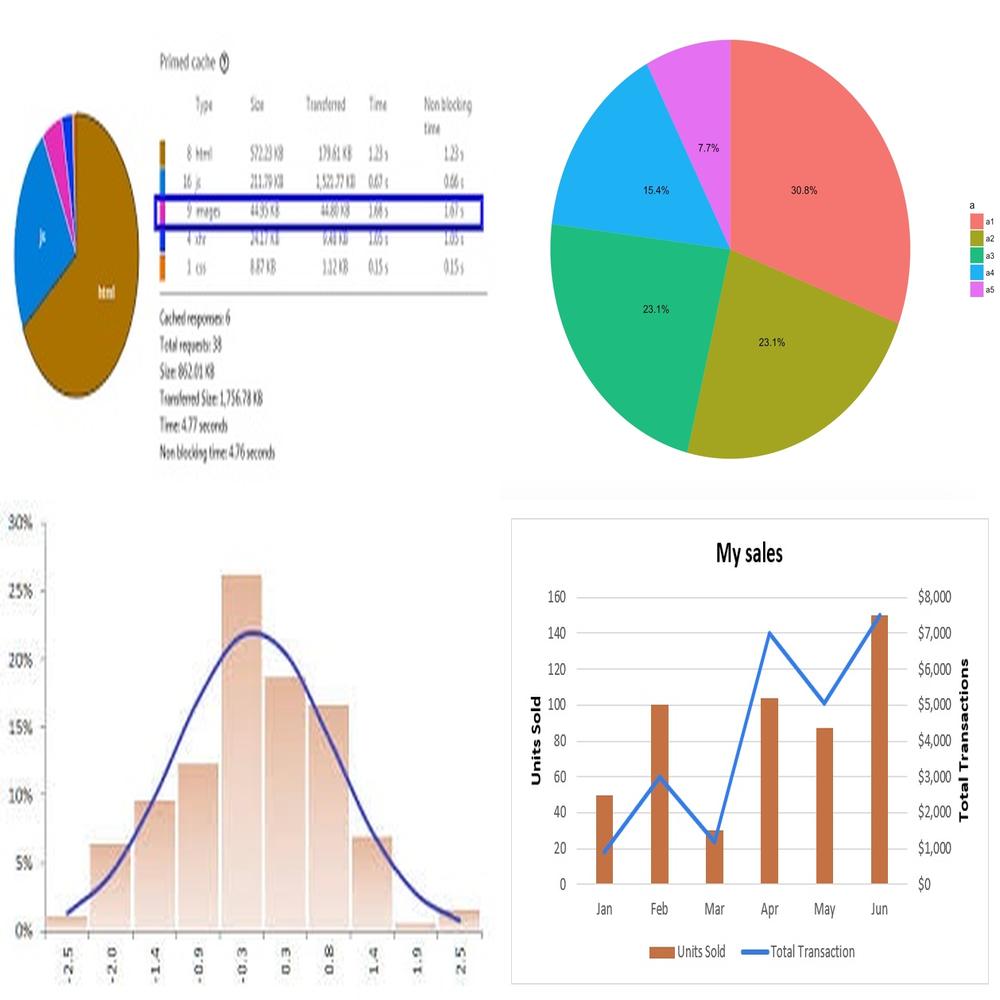 Primed cache ?
Type Size Transferred Time Non blocking time
8 html 572.23 KB 179.61 KB 1.23 s 1.23 s
16 js 211.79 KB 1,521.77 KB 0.67 s 0.66 s
9 images 44.95 KB 44.80 KB 1.68 s 1.67 s
4 xhr 24.17 KB 9.48 KB 1.05 s 1.05 s
1 css 8.87 KB 1.12 KB 0.15 s 0.15 s
js
html
Cached responses: 6
Total requests: 38
Size: 862.01 KB
Transferred Size: 1,756.78 KB
Time: 4.77 seconds
Non blocking time: 4.76 seconds
7.7%
15.4%
30.8%
23.1%
23.1%
a
a1
a2
a3
a4
a5
30%
25%
20%
15%
10%
5%
0%
-2.5 -2.0 -1.4 -0.9 -0.3 0.3 0.8 1.4 1.9 2.5
My sales
160 $8,000
140 $7,000
120 $6,000
100 $5,000
80 $4,000
60 $3,000
40 $2,000
20 $1,000
0 $0
Units Sold
Total Transactions
Jan Feb Mar Apr May Jun
Units Sold Total Transaction